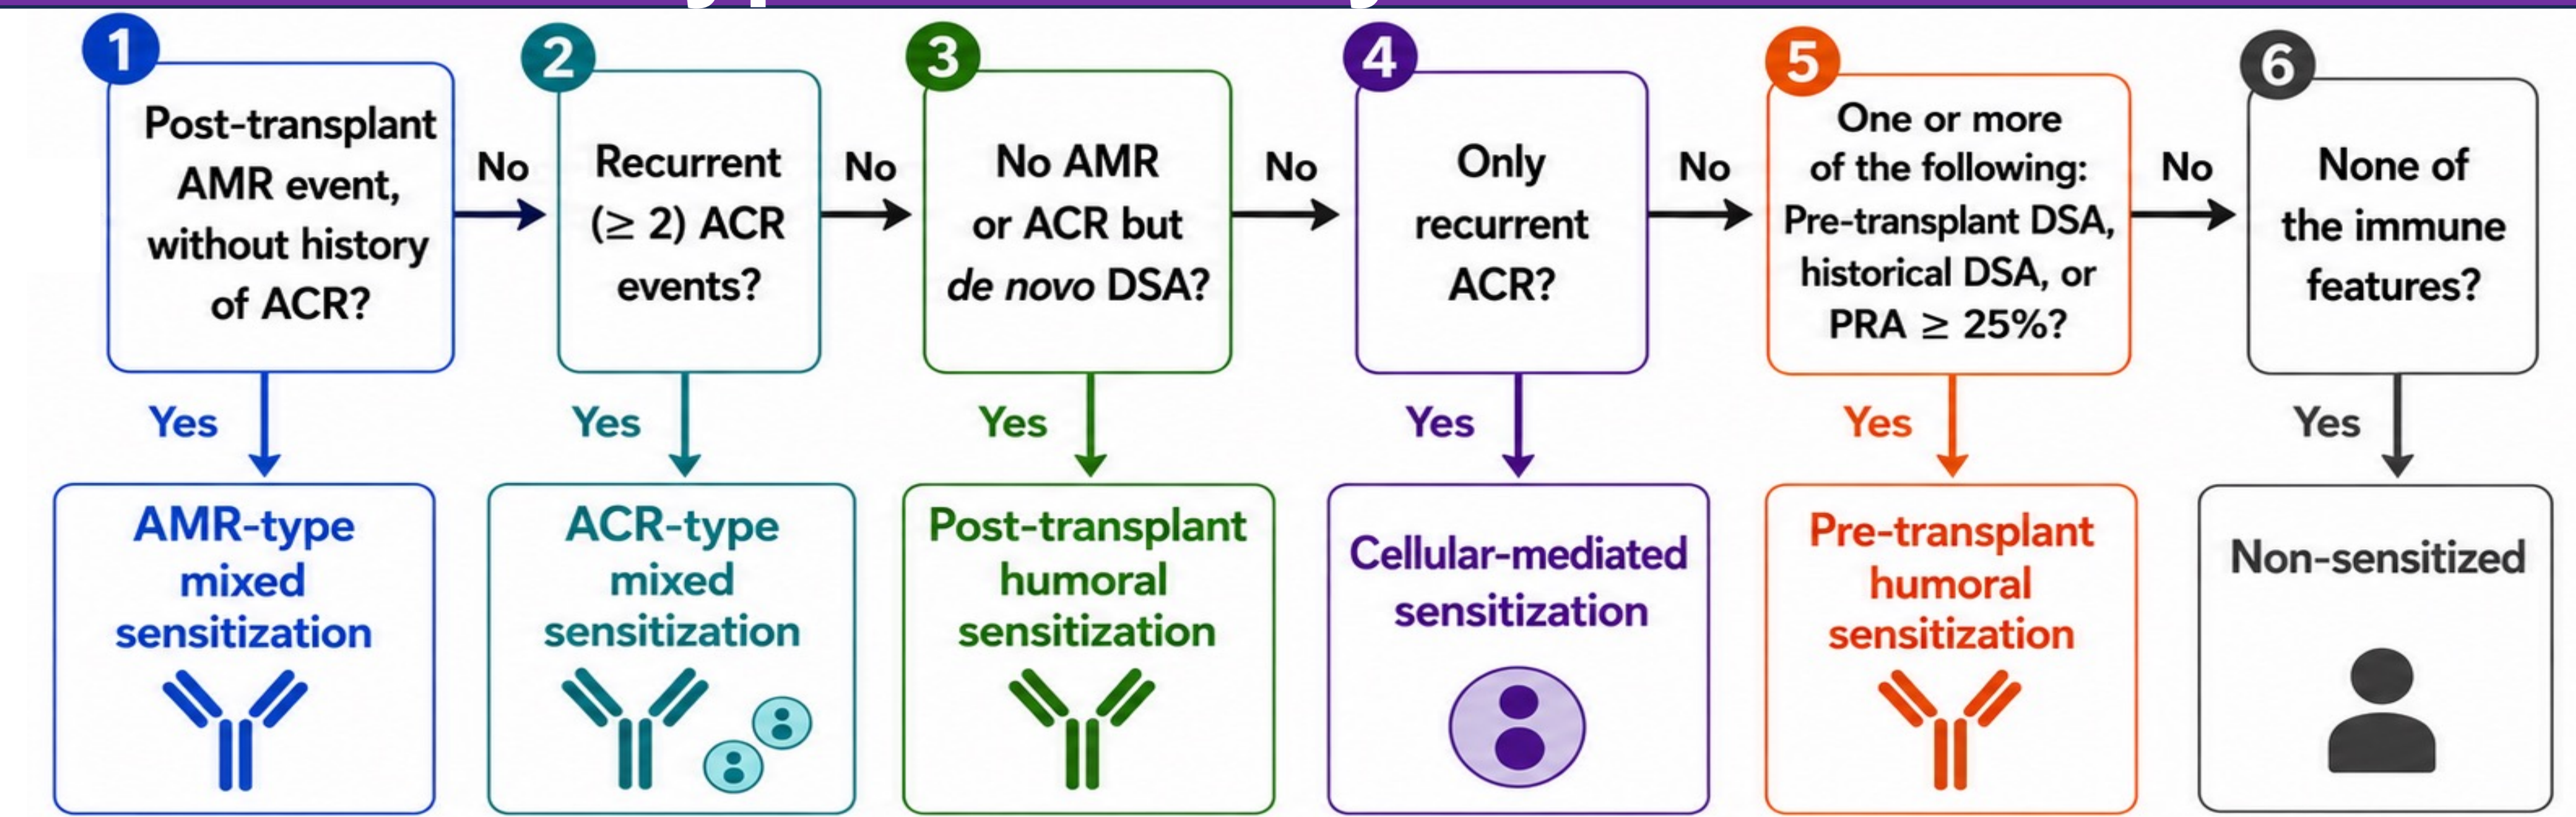 1
Post-transplant
AMR event,
without history
of ACR?
No
2
Recurrent
(≥ 2) ACR
events?
No
3
No AMR
or ACR but
de novo DSA?
No
4
Only
recurrent
ACR?
No
5
One or more
of the following:
Pre-transplant DSA,
historical DSA, or
PRA ≥ 25%?
No
6
None of
the immune
features?
Yes
Yes
Yes
Yes
Yes
Yes
AMR-type
mixed
sensitization
ACR-type
mixed
sensitization
Post-transplant
humoral
sensitization
Cellular-mediated
sensitization
Pre-transplant
humoral
sensitization
Non-sensitized